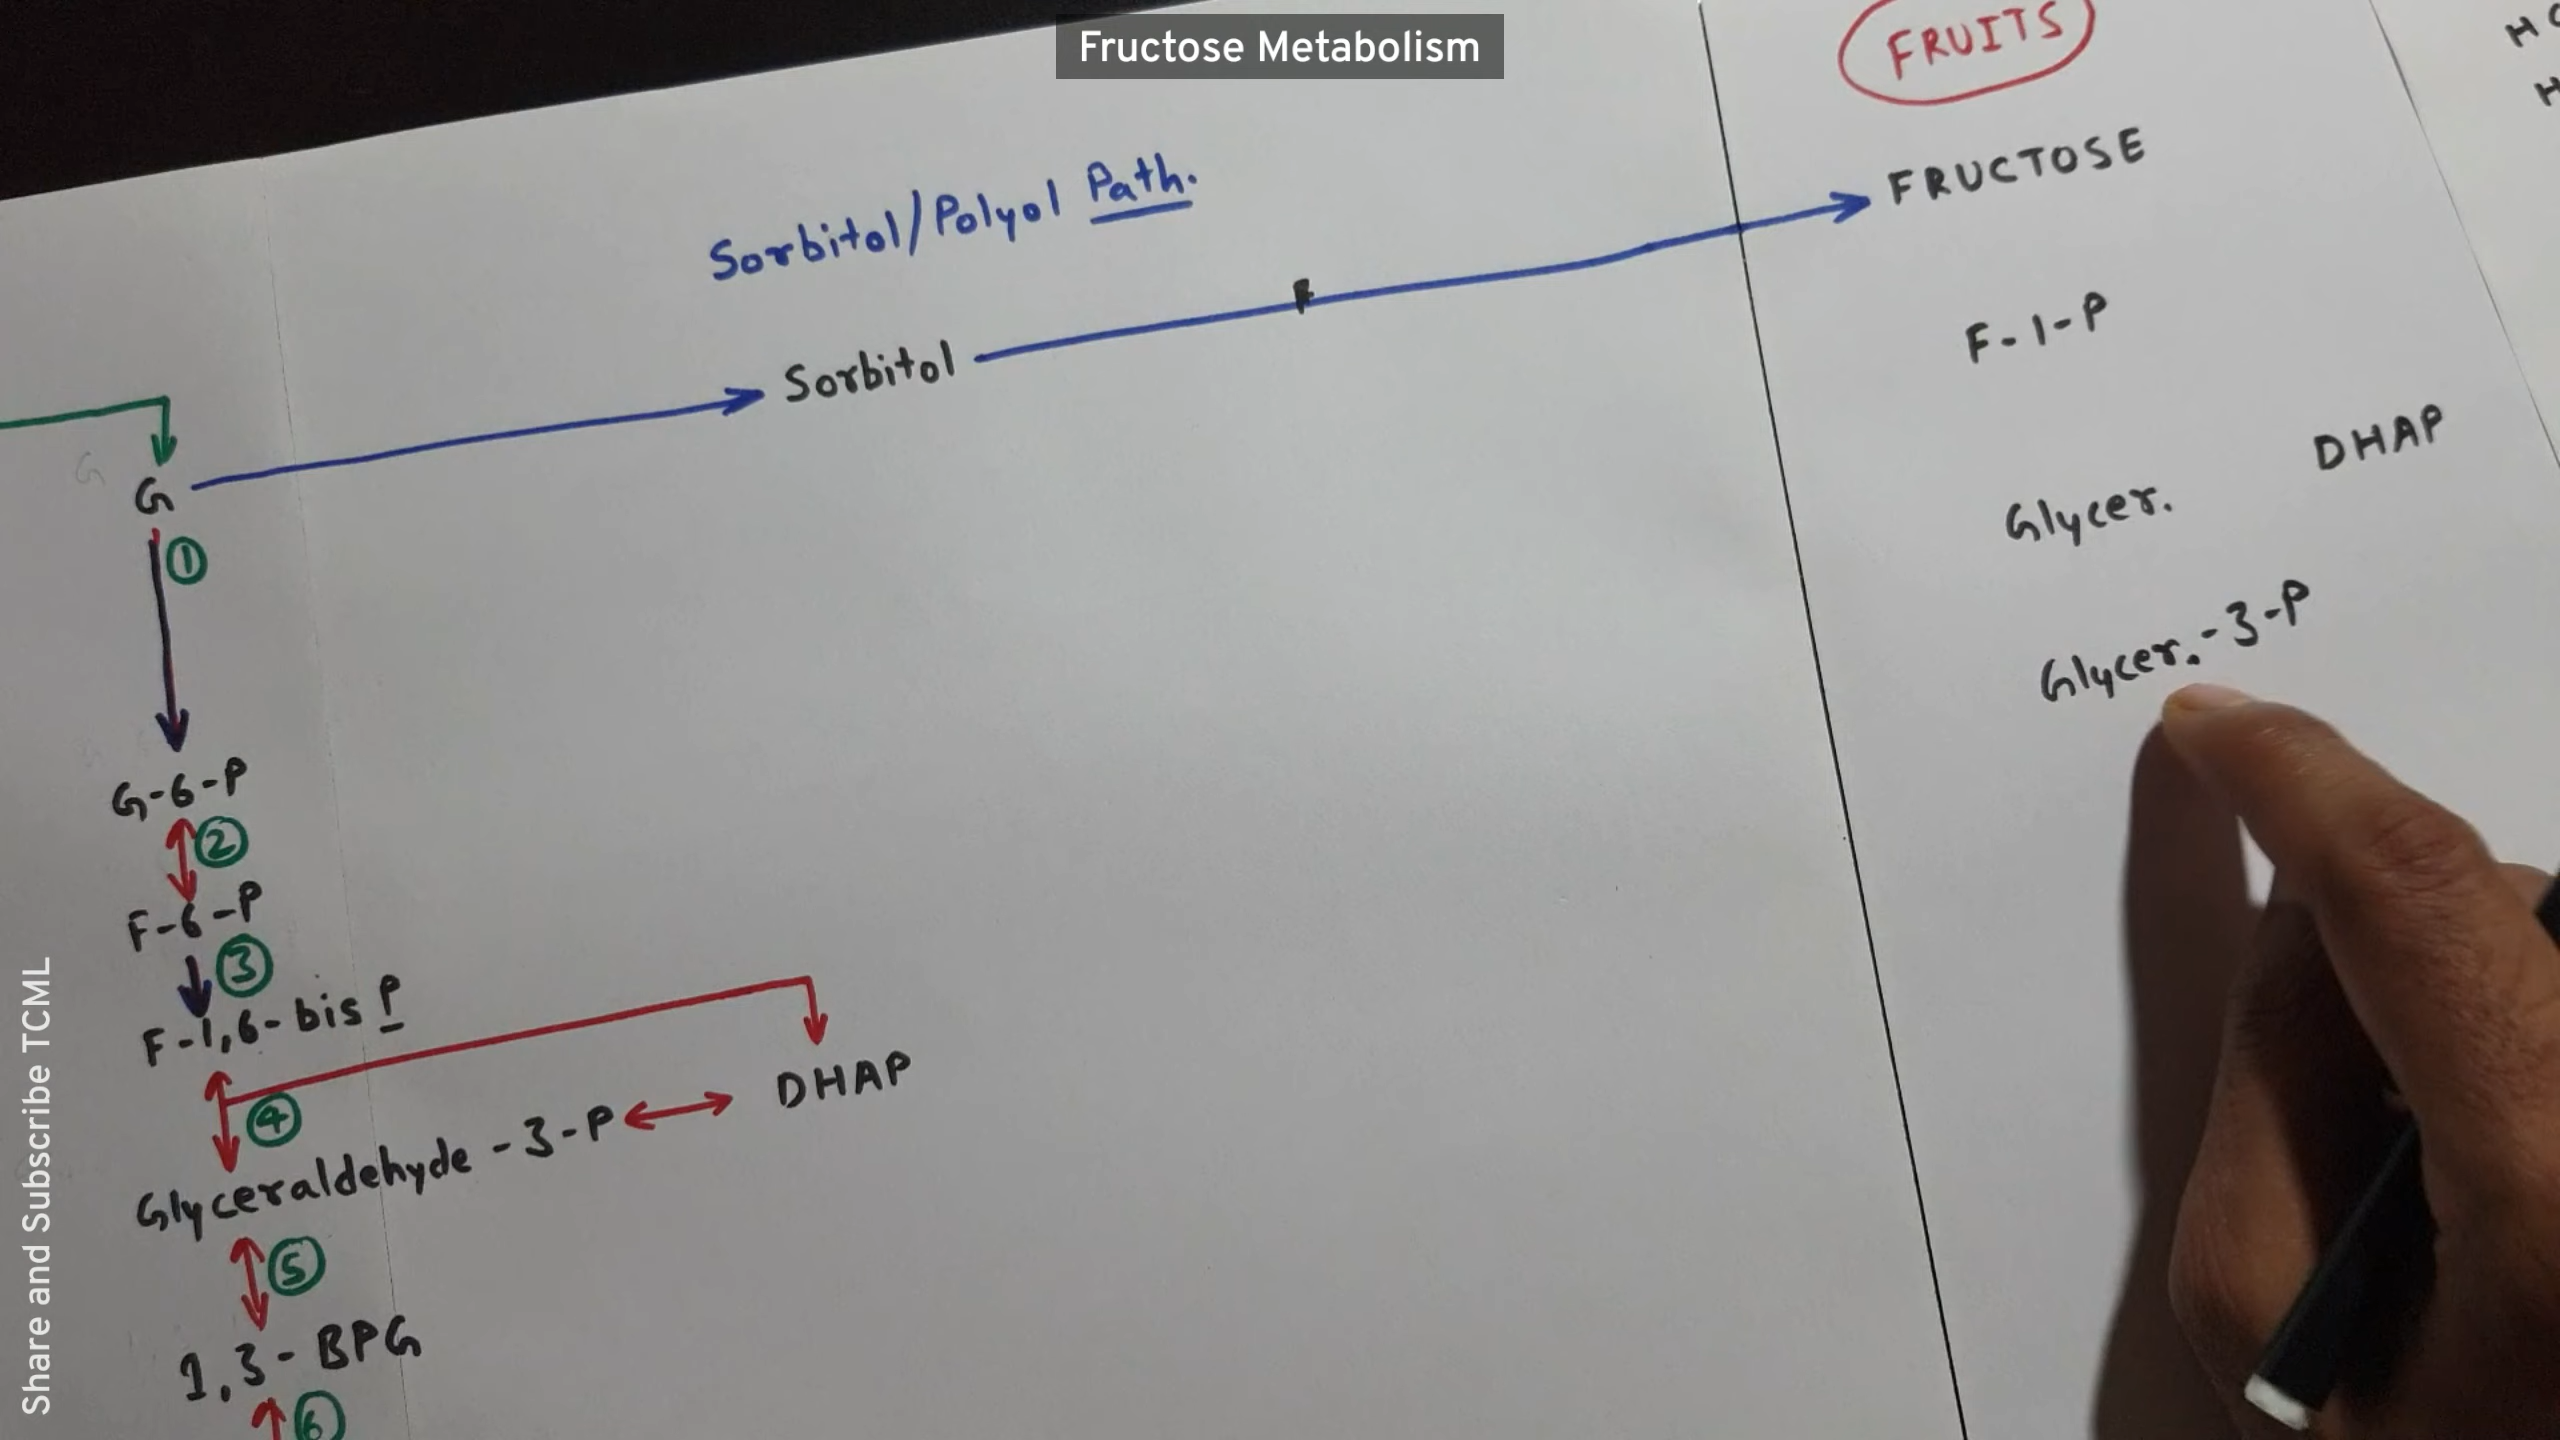 Fructose Metabolism
FRUITS
FRUCTOSE
Sorbitol/Polyol Path.
F
Sorbitol
F-1-P
DHAP
Glycer.
Glycer.-3-P
G
G
①
G-6-P
②
F-6-P
③
F-1,6-bis P
④
Glyceraldehyde-3-P
DHAP
⑤
1,3-BPG
⑥
Share and Subscribe TCML